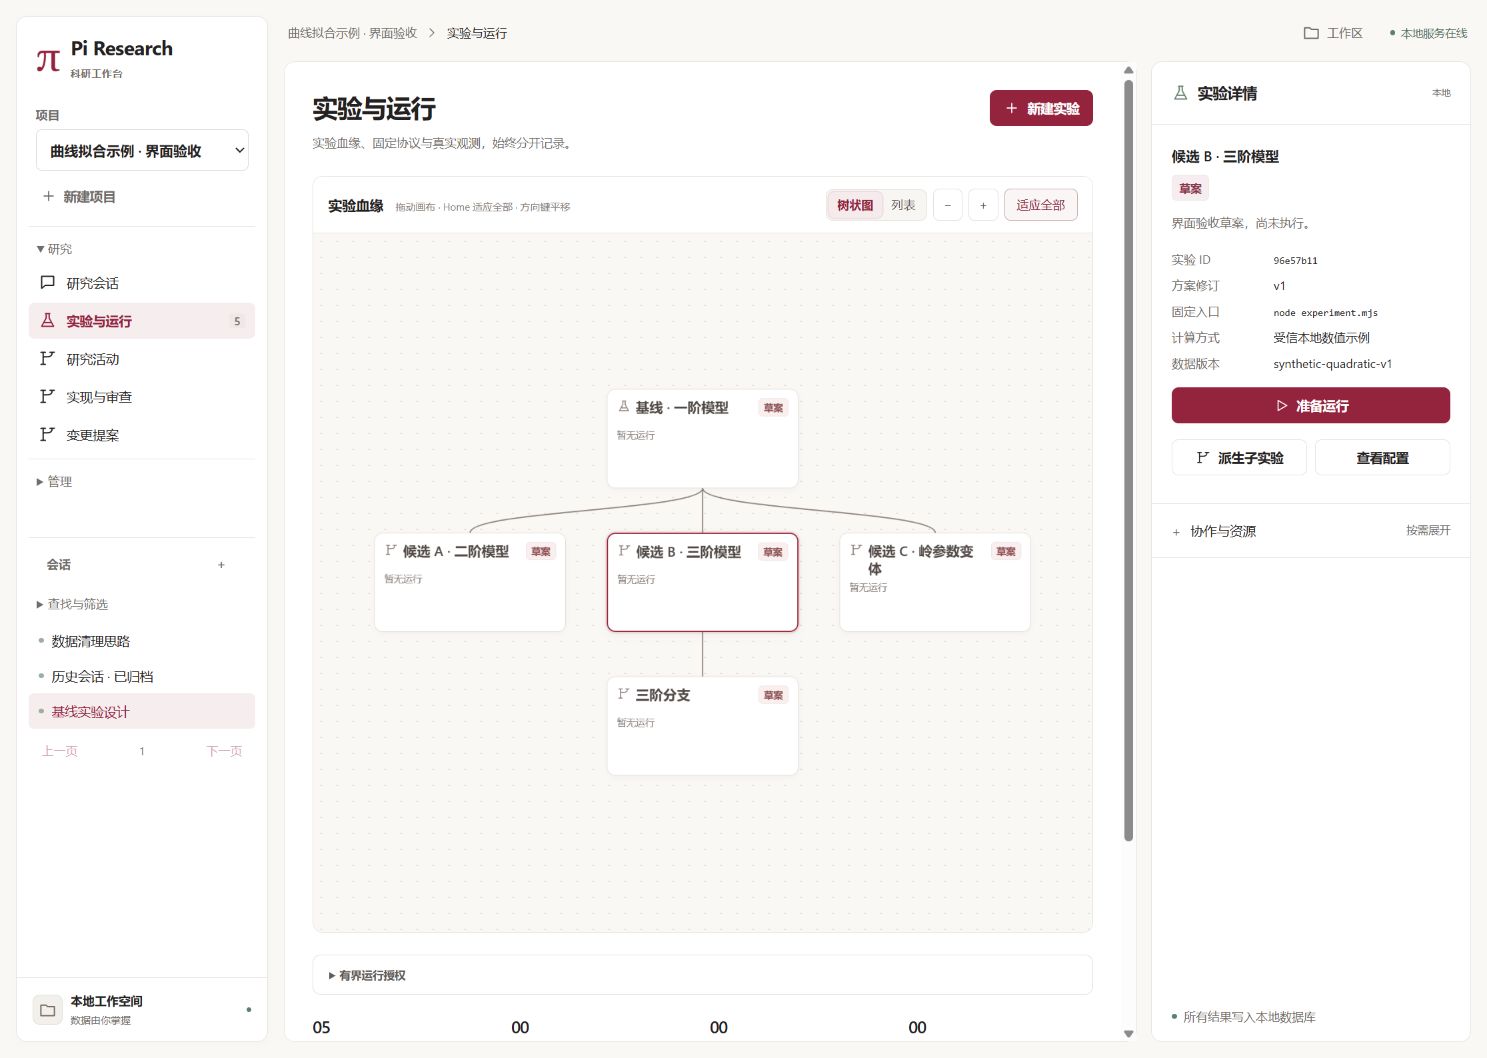 π Pi Research
科研工作台
项目
曲线拟合示例 · 界面验收
+ 新建项目
▼ 研究
研究会话
实验与运行 5
研究活动
实现与审查
变更提案
▶ 管理
会话 +
▶ 查找与筛选
数据清理思路
历史会话 · 已归档
基线实验设计
上一页 1 下一页
本地工作空间
数据由你掌握
曲线拟合示例 · 界面验收 > 实验与运行
工作区 本地服务在线
实验与运行
+ 新建实验
实验血缘、固定协议与真实观测，始终分开记录。
实验血缘 拖动画布 · Home 适应全部 · 方向键平移 树状图 列表 − + 适应全部
基线 · 一阶模型 草案
暂无运行
候选 A · 二阶模型 草案
暂无运行
候选 B · 三阶模型 草案
暂无运行
候选 C · 岭参数变体 草案
暂无运行
三阶分支 草案
暂无运行
▶ 有界运行授权
05 00 00 00
实验详情 本地
候选 B · 三阶模型
草案
界面验收草案，尚未执行。
实验 ID 96e57b11
方案修订 v1
固定入口 node experiment.mjs
计算方式 受信本地数值示例
数据版本 synthetic-quadratic-v1
准备运行
派生子实验 查看配置
+ 协作与资源 按需展开
所有结果写入本地数据库